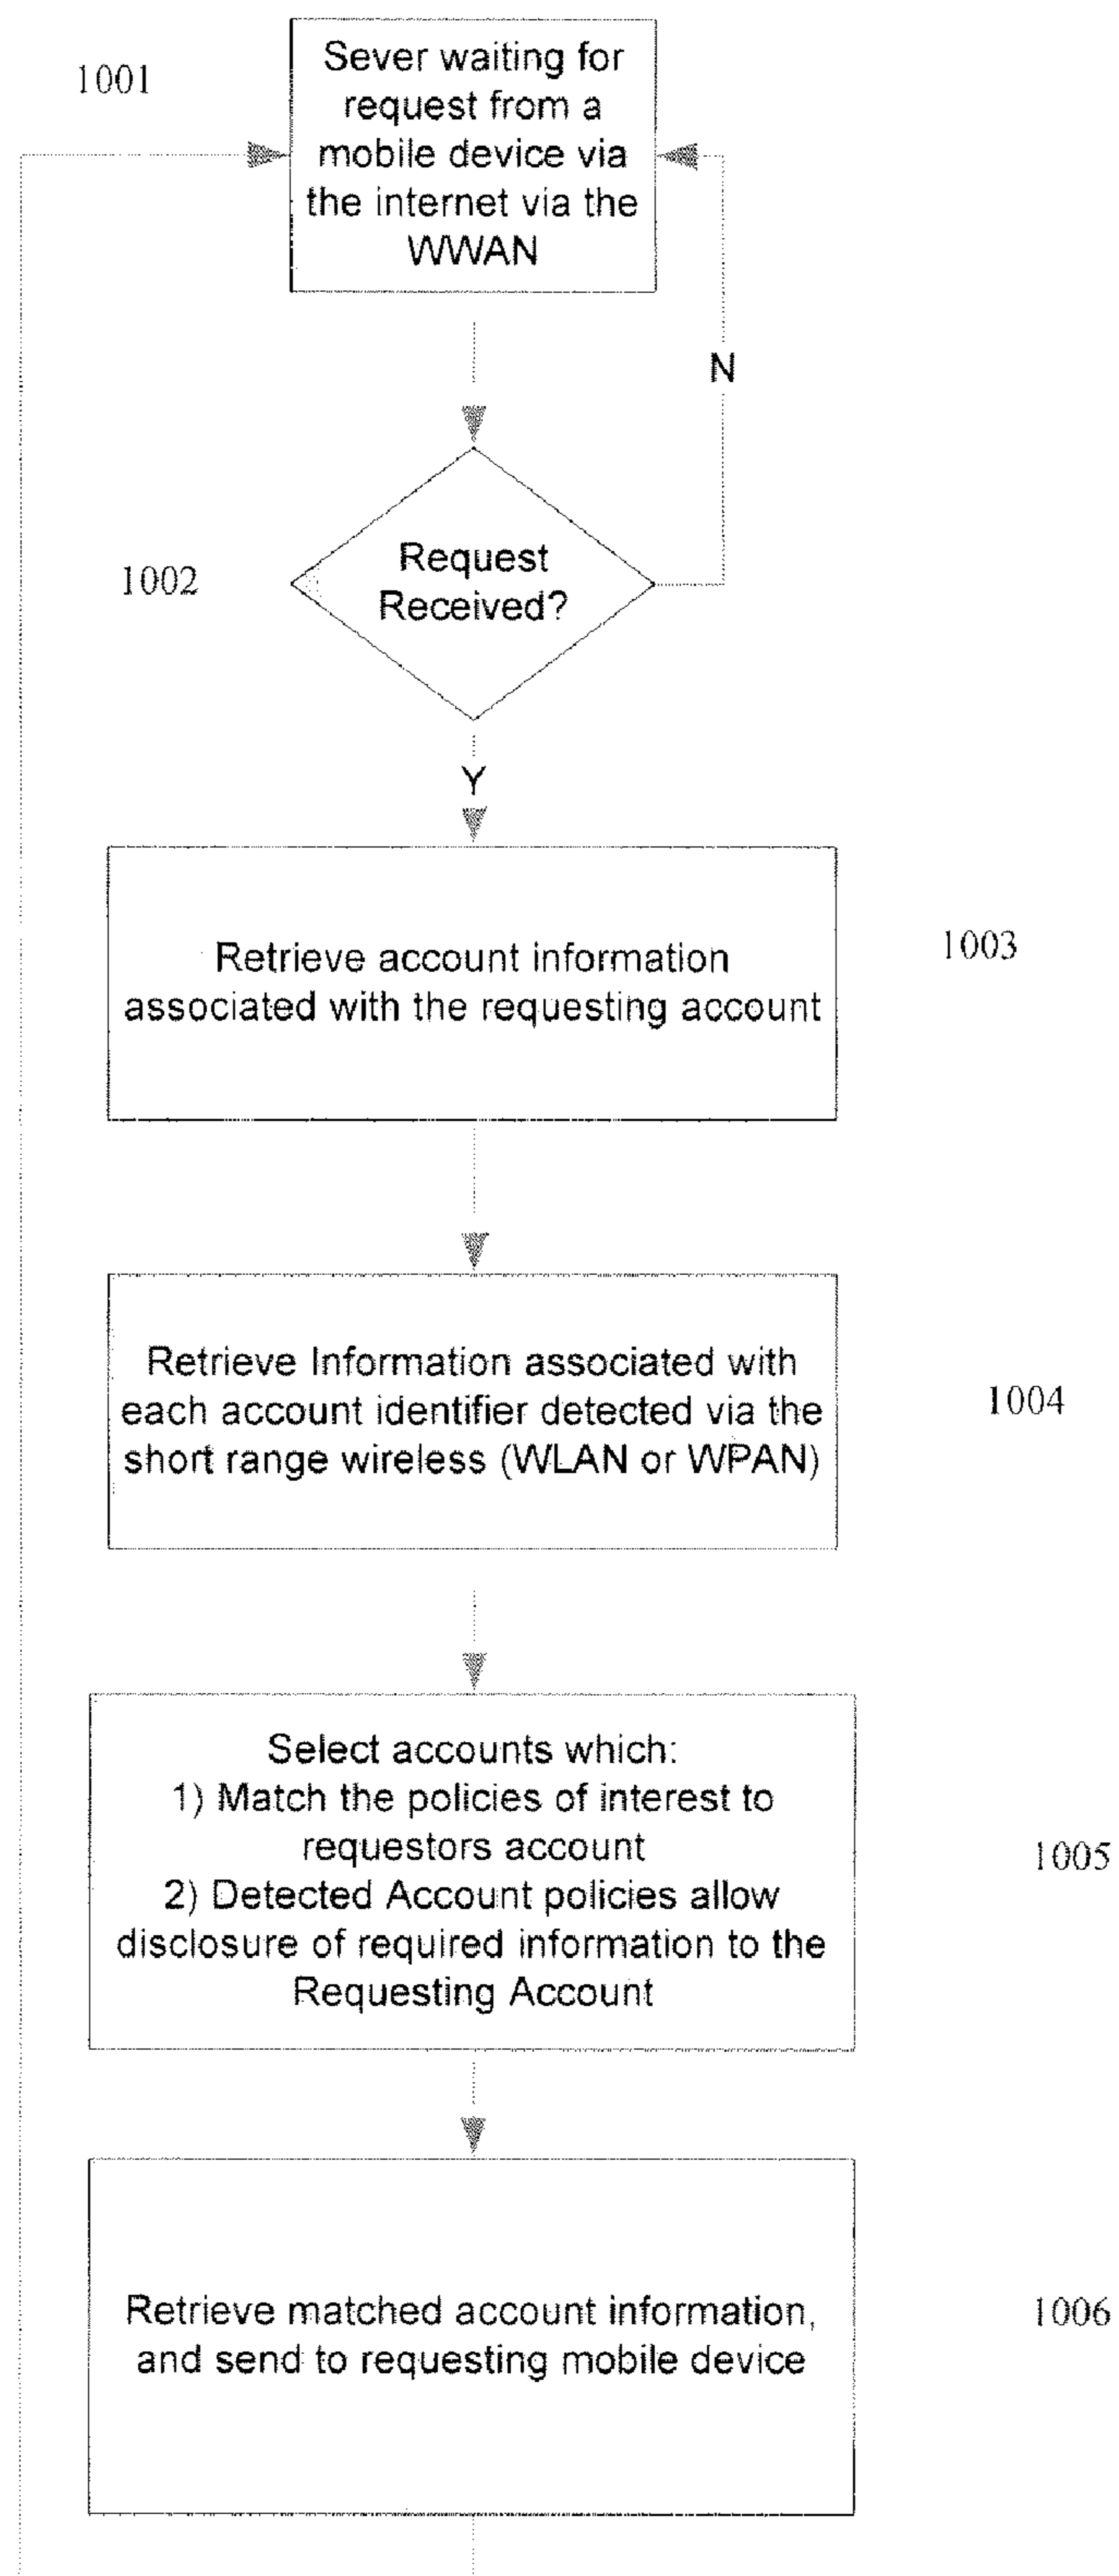 1001
Sever waiting for
request from a
mobile device via
the internet via the
WWAN
N
1002
Request
Received?
Y
Retrieve account information
associated with the requesting account
1003
Retrieve Information associated with
each account identifier detected via the
short range wireless (WLAN or WPAN)
1004
Select accounts which:
1) Match the policies of interest to
requestors account
2) Detected Account policies allow
disclosure of required information to the
Requesting Account
1005
Retrieve matched account information,
and send to requesting mobile device
1006